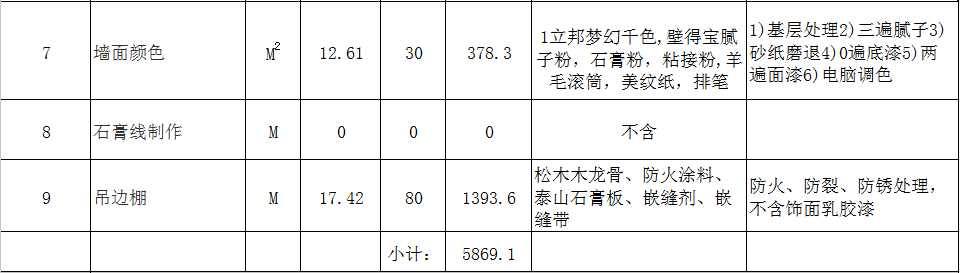 7 墙面颜色 M² 12.61 30 378.3 1立邦梦幻千色,壁得宝腻子粉，石膏粉，粘接粉,羊毛滚筒，美纹纸，排笔 1)基层处理2)三遍腻子3)砂纸磨退4)0遍底漆5)两遍面漆6)电脑调色
8 石膏线制作 M 0 0 0 不含
9 吊边棚 M 17.42 80 1393.6 松木木龙骨、防火涂料、泰山石膏板、嵌缝剂、嵌缝带 防火、防裂、防锈处理，不含饰面乳胶漆
小计： 5869.1